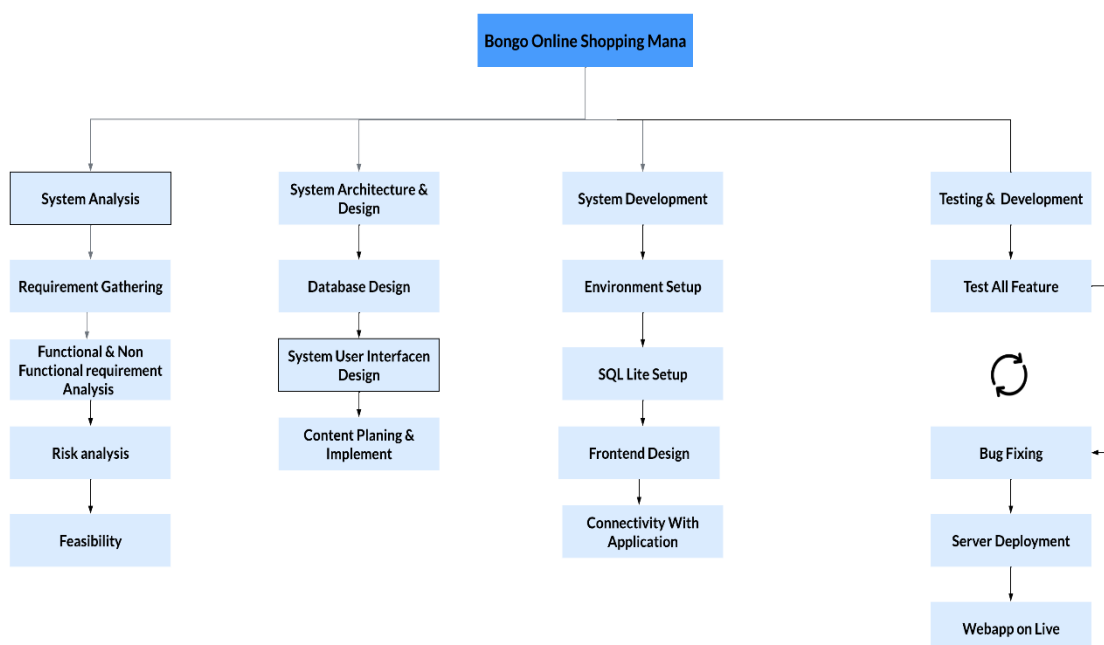 Bongo Online Shopping Mana
System Analysis
Requirement Gathering
Functional & Non
Functional requirement
Analysis
Risk analysis
Feasibility
System Architecture &
Design
Database Design
System User Interfacen
Design
Content Planing &
Implement
System Development
Environment Setup
SQL Lite Setup
Frontend Design
Connectivity With
Application
Testing & Development
Test All Feature
Bug Fixing
Server Deployment
Webapp on Live